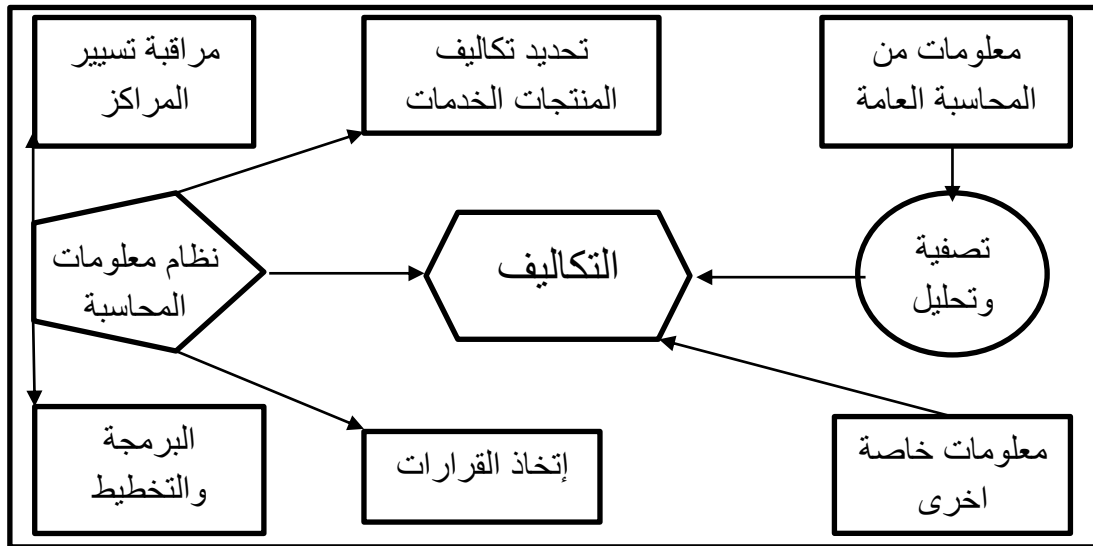 معلومات من
المحاسبة العامة
تحديد تكاليف
المنتجات الخدمات
مراقبة تسيير
المراكز
تصفية
وتحليل
التكاليف
نظام معلومات
المحاسبة
معلومات خاصة
اخرى
إتخاذ القرارات
البرمجة
والتخطيط